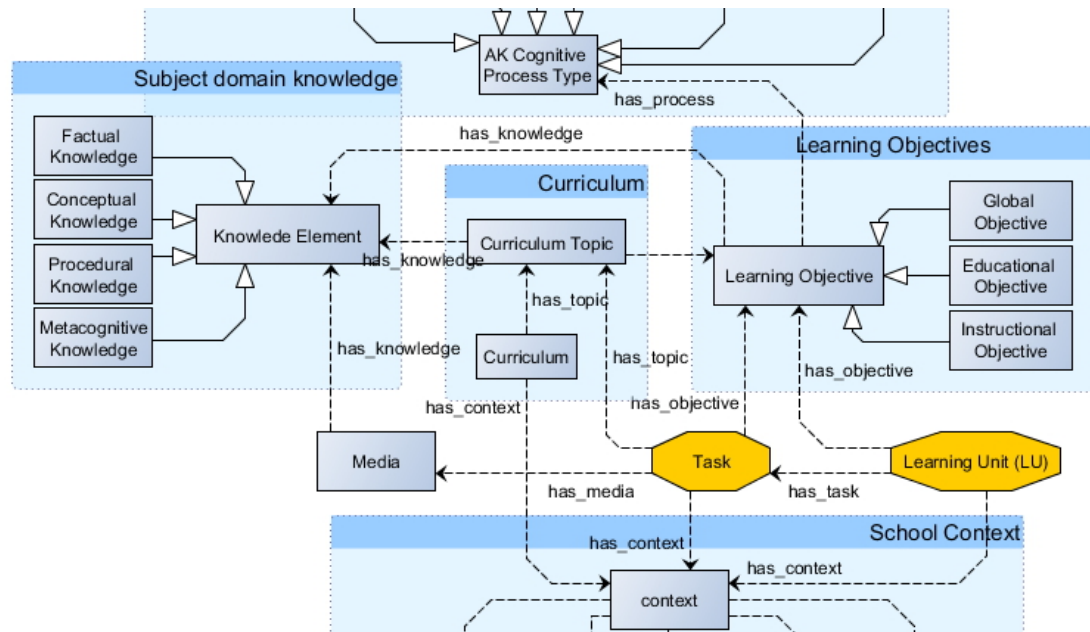 AK Cognitive
Process Type
Subject domain knowledge
has_process
has_knowledge
Factual
Knowledge
Learning Objectives
Curriculum
Conceptual
Knowledge
Global
Objective
Knowlede Element
Curriculum Topic
has_knowledge
Procedural
Knowledge
Learning Objective
Educational
Objective
has_topic
Metacognitive
Knowledge
Instructional
Objective
has_knowledge
Curriculum
has_topic
has_objective
has_context
has_objective
Media
Task
Learning Unit (LU)
has_media
has_task
School Context
has_context
has_context
context